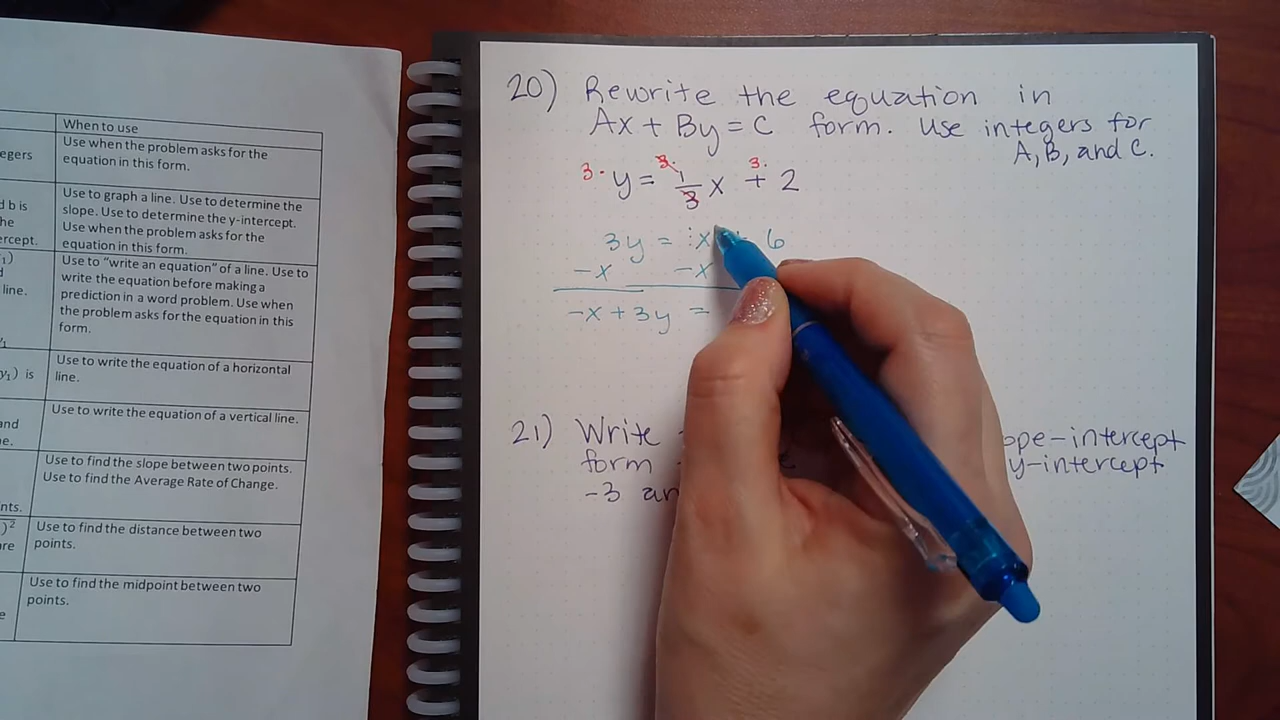 When to use
egers
Use when the problem asks for the
equation in this form.
d b is
he
ercept.
Use to graph a line. Use to determine the
slope. Use to determine the y-intercept.
Use when the problem asks for the
equation in this form.
line.
Use to "write an equation" of a line. Use to
write the equation before making a
prediction in a word problem. Use when
the problem asks for the equation in this
form.
y₁) is
Use to write the equation of a horizontal
line.
and
e.
Use to write the equation of a vertical line.
nts.
Use to find the slope between two points.
Use to find the Average Rate of Change.
)²
are
Use to find the distance between two
points.
Use to find the midpoint between two
points.
20) Rewrite the equation in
Ax + By = C form. Use integers for
A, B, and C.
3· 3· 3·
y = 1/3 x + 2
3y = x 6
-x -x
-x + 3y =
21) Write ope-intercept
form y-intercept
-3 an